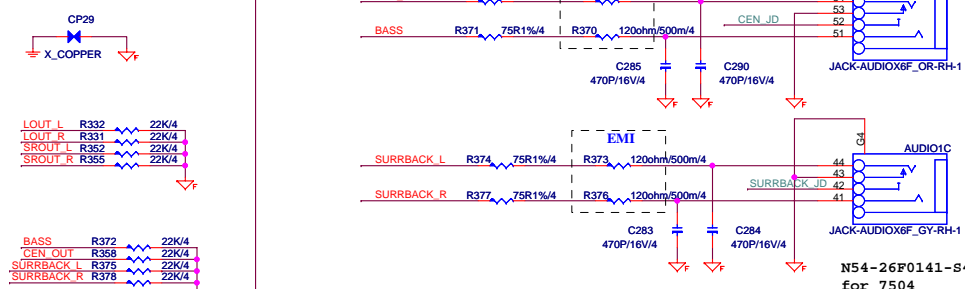 CP29
X_COPPER
F
LOUT_L R332 22K/4
LOUT_R R331 22K/4
SROUT_L R352 22K/4
SROUT_R R355 22K/4
F
BASS R372 22K/4
CEN_OUT R358 22K/4
SURRBACK_L R375 22K/4
SURRBACK_R R378 22K/4
53
CEN_JD 52
BASS R371 75R1%/4 R370 120ohm/500m/4 51
C285 C290
470P/16V/4 470P/16V/4
JACK-AUDIOX6F_OR-RH-1
F F F
EMI
G4
AUDIO1C
SURRBACK_L R374 75R1%/4 R373 120ohm/500m/4 44
43
SURRBACK_JD 42
SURRBACK_R R377 75R1%/4 R376 120ohm/500m/4 41
C283 C284
470P/16V/4 470P/16V/4
JACK-AUDIOX6F_GY-RH-1
F F F
N54-26F0141-S4
for 7504